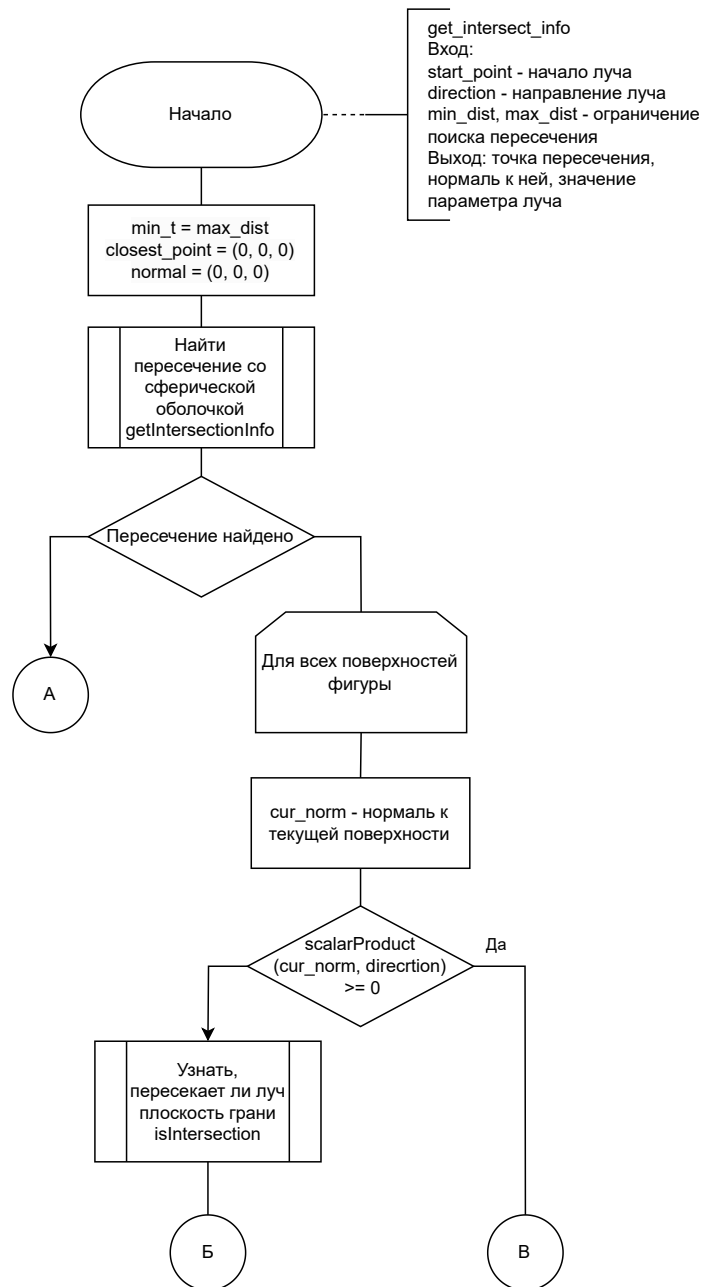 get_intersect_info
Вход:
start_point - начало луча
direction - направление луча
min_dist, max_dist - ограничение
поиска пересечения
Выход: точка пересечения,
нормаль к ней, значение
параметра луча
Начало
min_t = max_dist
closest_point = (0, 0, 0)
normal = (0, 0, 0)
Найти
пересечение со
сферической
оболочкой
getIntersectionInfo
Пересечение найдено
А
Для всех поверхностей
фигуры
cur_norm - нормаль к
текущей поверхности
scalarProduct
(cur_norm, direcrtion)
>= 0
Да
Узнать,
пересекает ли луч
плоскость грани
isIntersection
Б
В